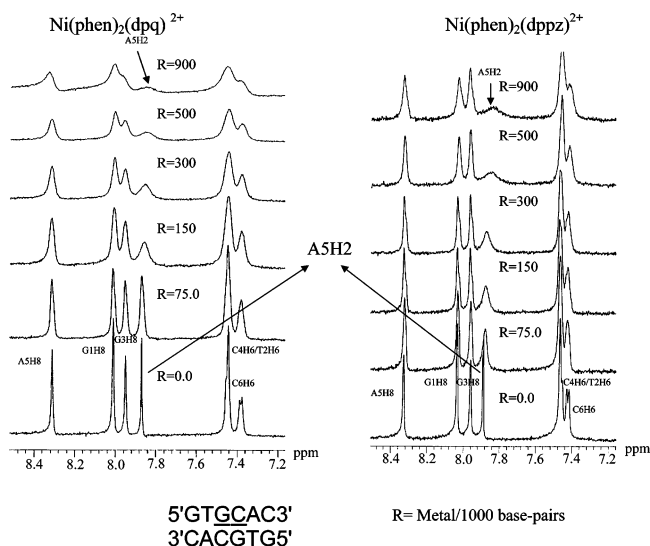 Ni(phen)2(dpq) 2+
A5H2
R=900
R=500
R=300
R=150
R=75.0
A5H8
G1H8
G3H8
R=0.0
C4H6/T2H6
C6H6
8.4 8.2 8.0 7.8 7.6 7.4 7.2 ppm
A5H2
Ni(phen)2(dppz)2+
A5H2
R=900
R=500
R=300
R=150
R=75.0
A5H8
G1H8
G3H8
R=0.0
C4H6/T2H6
C6H6
8.4 8.2 8.0 7.8 7.6 7.4 7.2 ppm
5'GTGCAC3'
3'CACGTG5'
R= Metal/1000 base-pairs